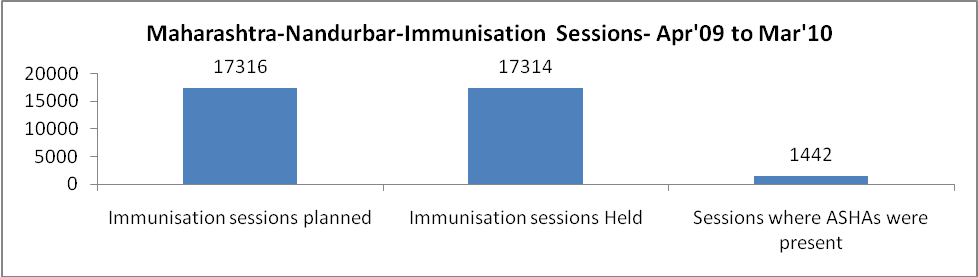 Maharashtra-Nandurbar-Immunisation Sessions- Apr'09 to Mar'10
17316
17314
1442
20000
15000
10000
5000
0
Immunisation sessions planned
Immunisation sessions Held
Sessions where ASHAs were
present